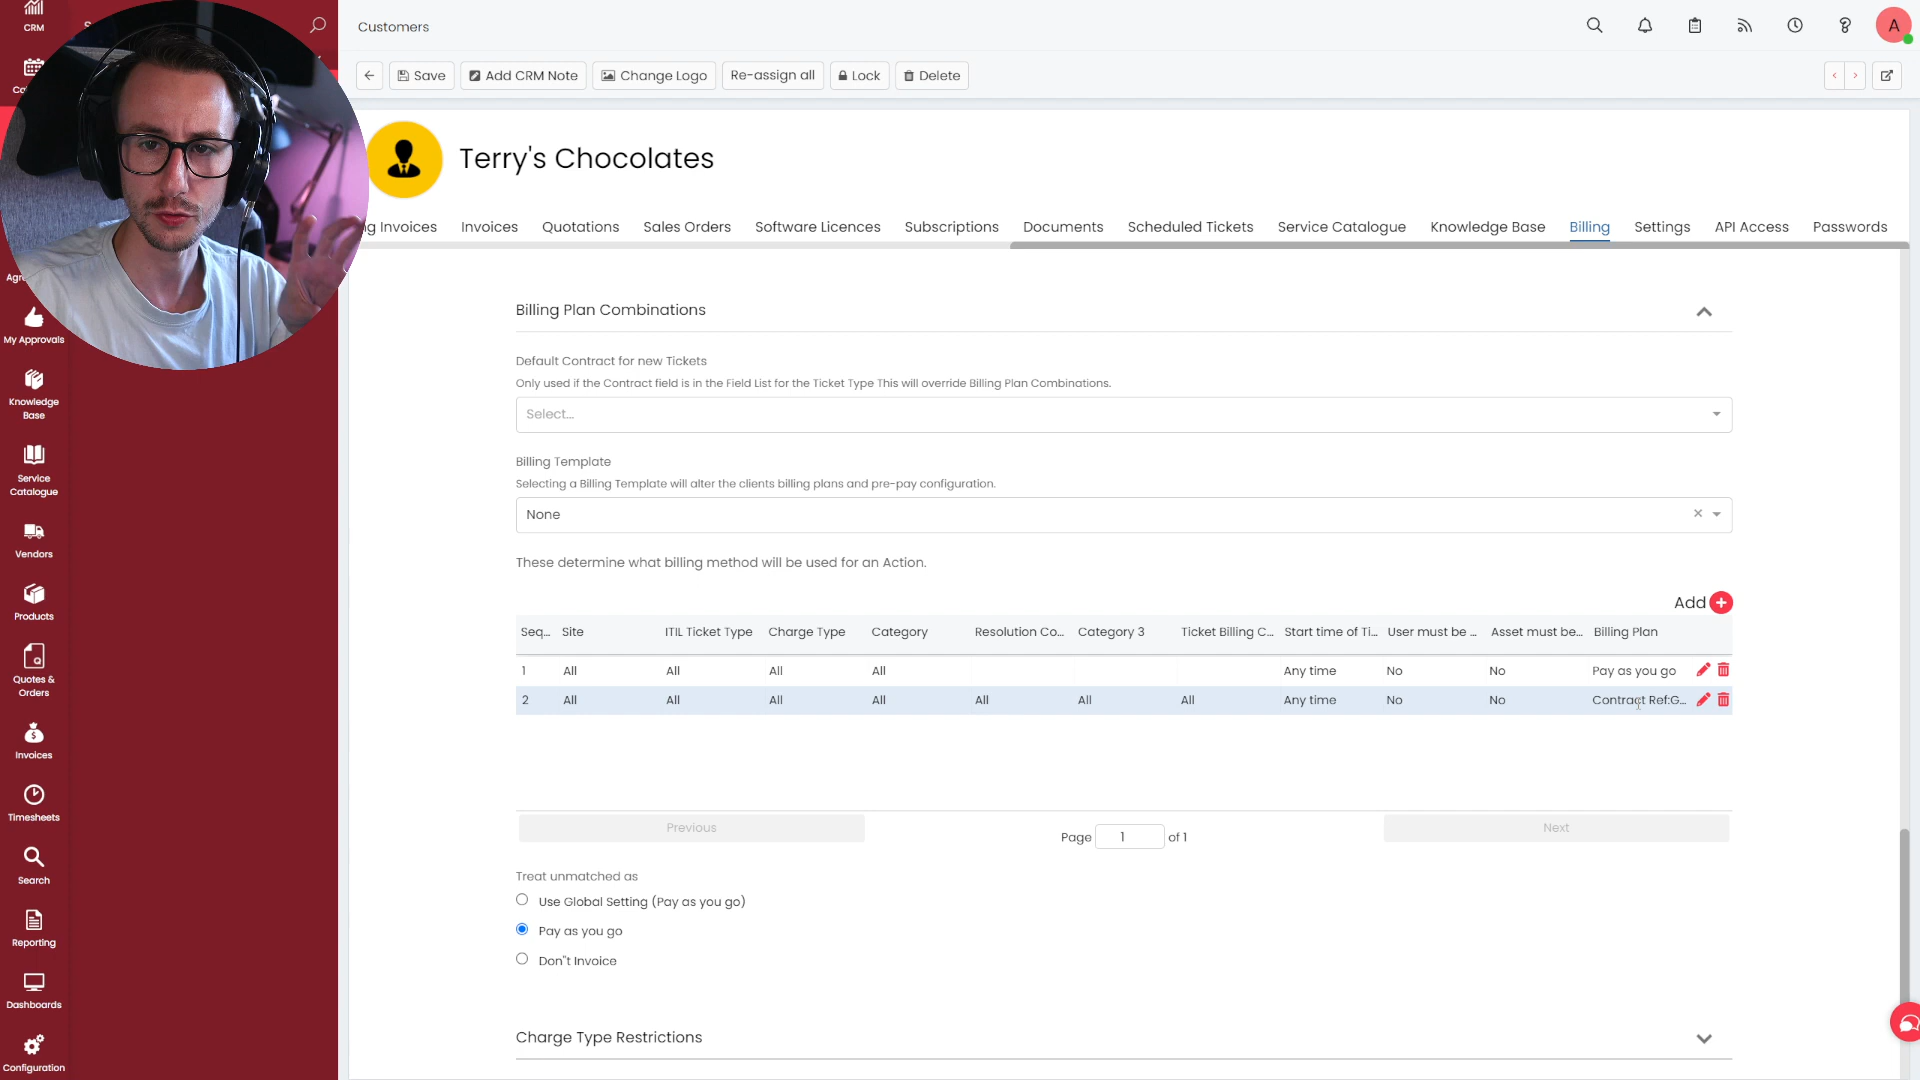 CRM
Customers
A
Save
Add CRM Note
Change Logo
Re-assign all
Lock
Delete
Terry's Chocolates
Invoices
Invoices
Quotations
Sales Orders
Software Licences
Subscriptions
Documents
Scheduled Tickets
Service Catalogue
Knowledge Base
Billing
Settings
API Access
Passwords
My Approvals
Knowledge
Base
Service
Catalogue
Vendors
Products
Quotes &
Orders
Invoices
Timesheets
Search
Reporting
Dashboards
Configuration
Billing Plan Combinations
Default Contract for new Tickets
Only used if the Contract field is in the Field List for the Ticket Type This will override Billing Plan Combinations.
Select...
Billing Template
Selecting a Billing Template will alter the clients billing plans and pre-pay configuration.
None
These determine what billing method will be used for an Action.
Add
Seq... Site ITIL Ticket Type Charge Type Category Resolution Co... Category 3 Ticket Billing C... Start time of Ti... User must be ... Asset must be... Billing Plan
1 All All All All Any time No No Pay as you go
2 All All All All All All All Any time No No Contract Ref:G...
Previous
Page 1 of 1
Next
Treat unmatched as
Use Global Setting (Pay as you go)
Pay as you go
Don"t Invoice
Charge Type Restrictions